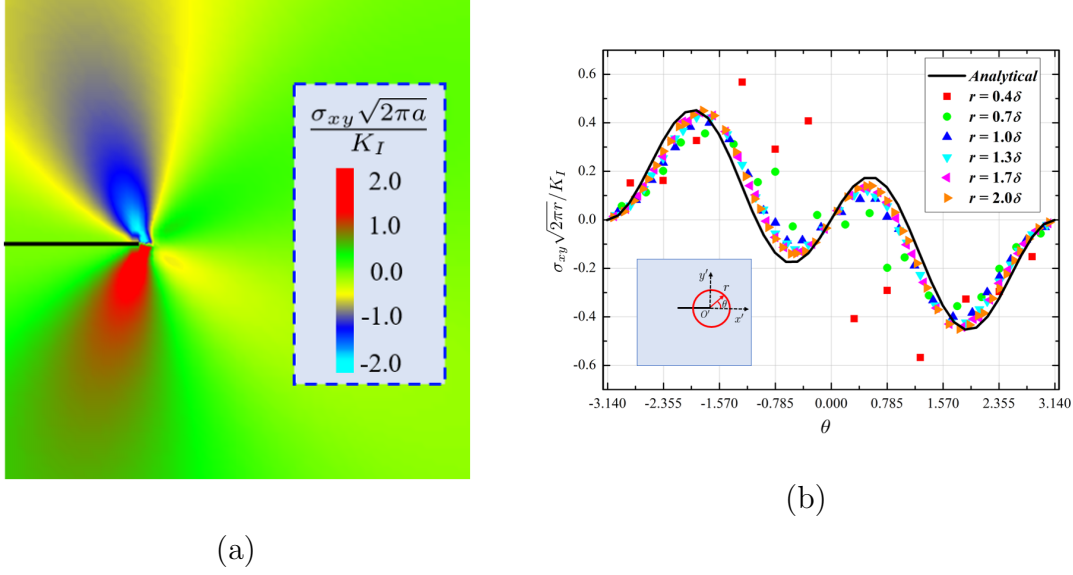 σxy√2πa
KI
2.0
1.0
0.0
-1.0
-2.0
(a)
σxy√2πr/KI
0.6
0.4
0.2
0.0
-0.2
-0.4
-0.6
Analytical
r = 0.4δ
r = 0.7δ
r = 1.0δ
r = 1.3δ
r = 1.7δ
r = 2.0δ
y'
r
θ
O'
x'
-3.140 -2.355 -1.570 -0.785 0.000 0.785 1.570 2.355 3.140
θ
(b)